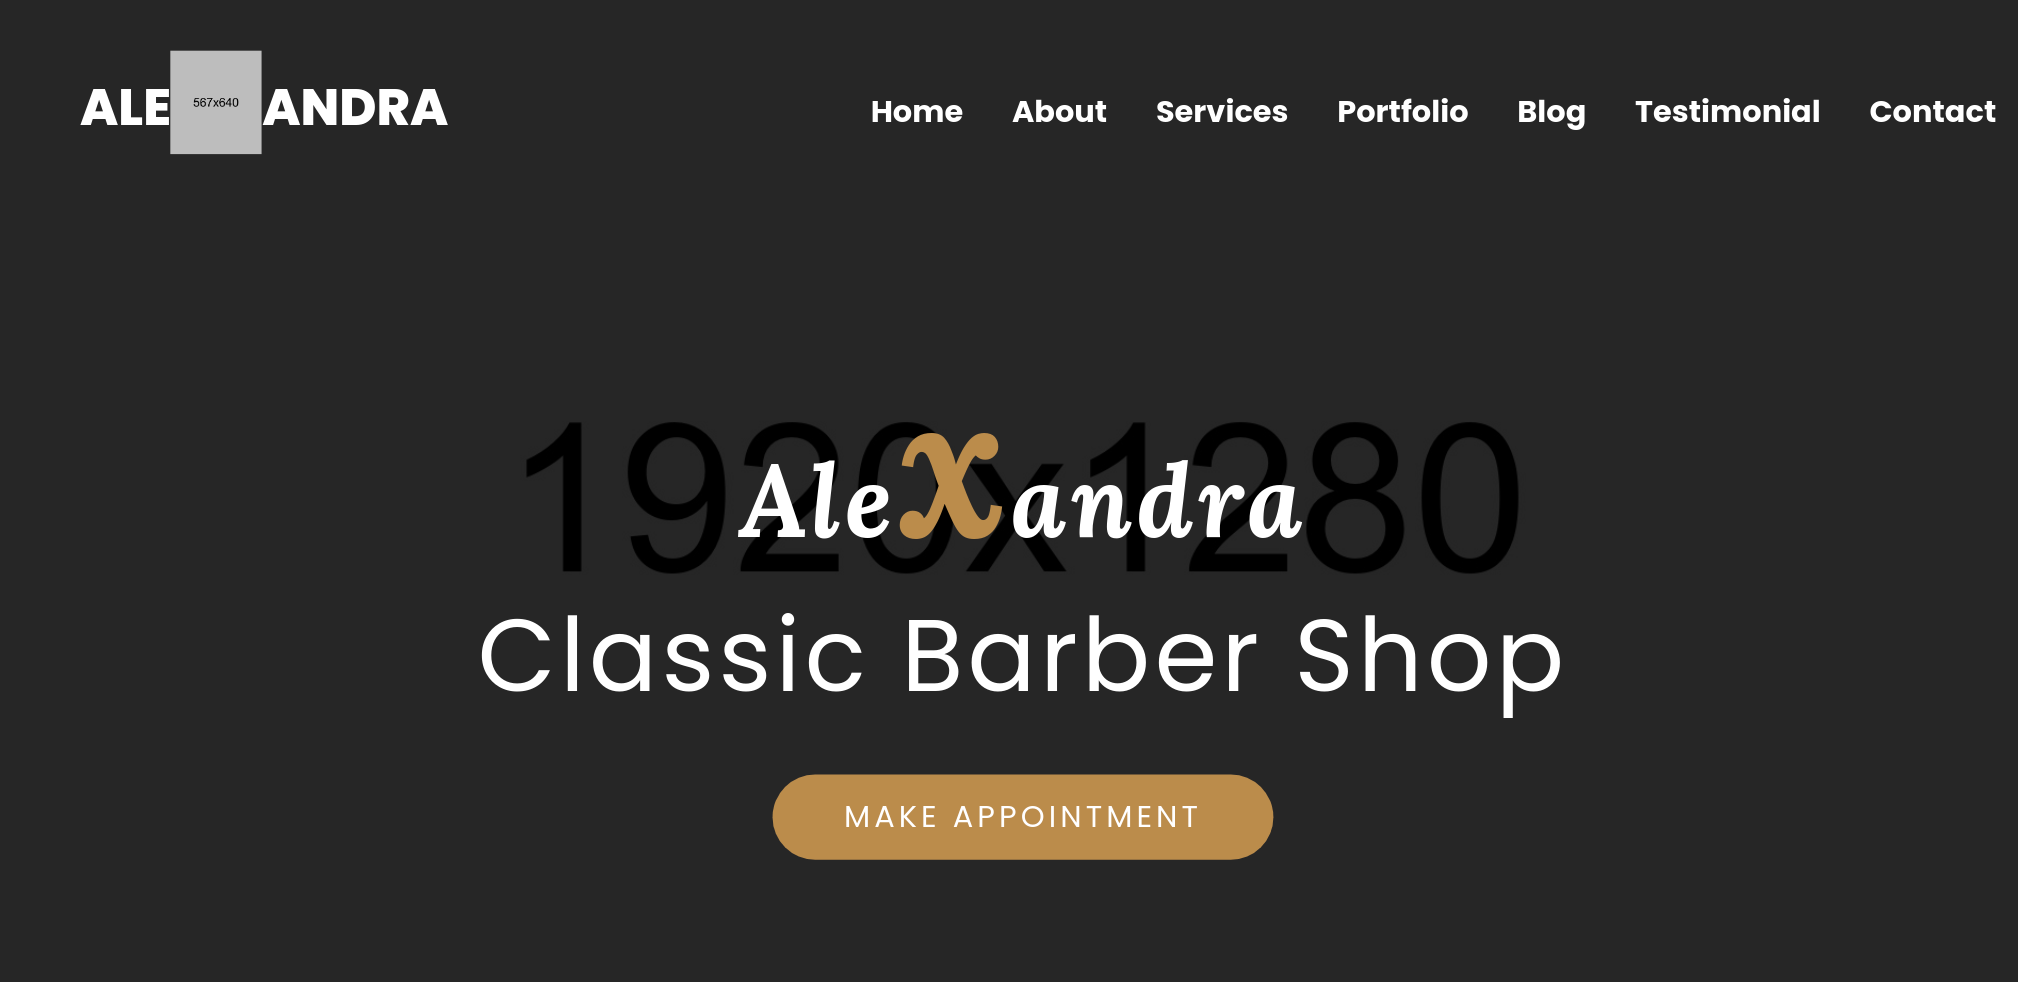 ALE 567x640 ANDRA
Home About Services Portfolio Blog Testimonial Contact
1920x1280
AleXandra
Classic Barber Shop
MAKE APPOINTMENT